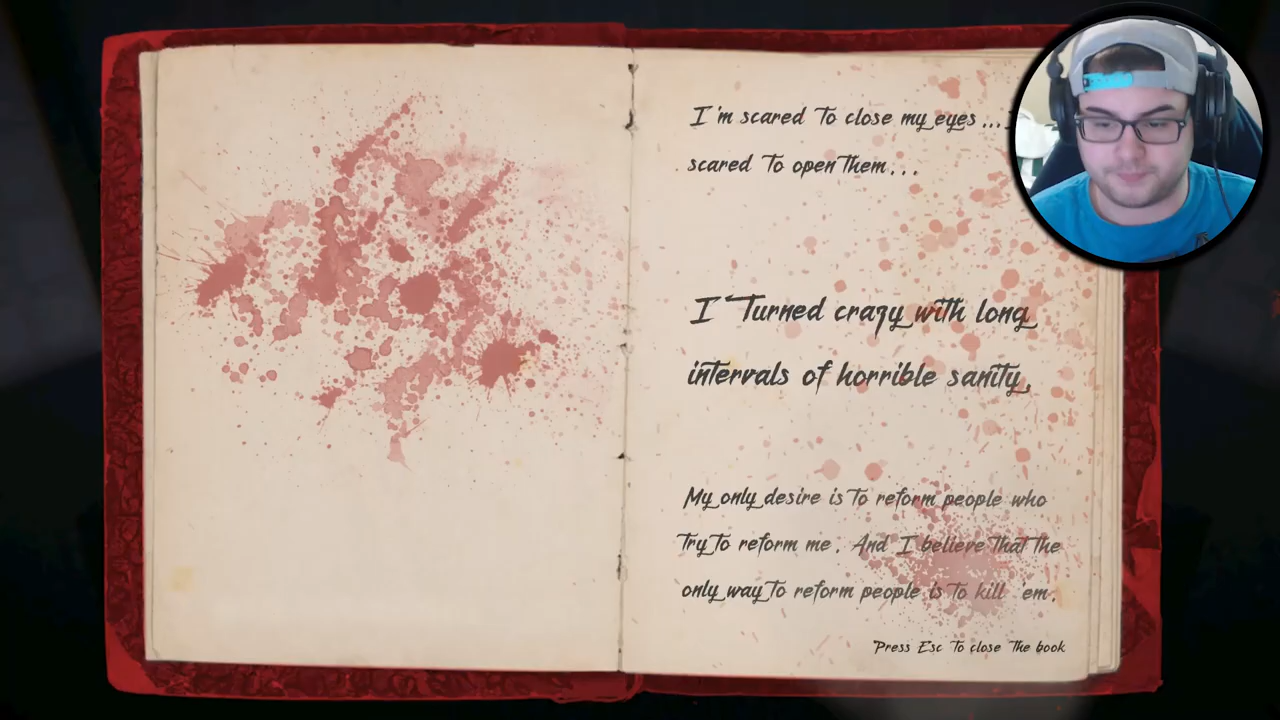 I'm scared to close my eyes...
scared to open them...
I turned crazy with long
intervals of horrible sanity,
My only desire is to reform people who
try to reform me. And I believe that the
only way to reform people is to kill 'em.
Press Esc to close the book